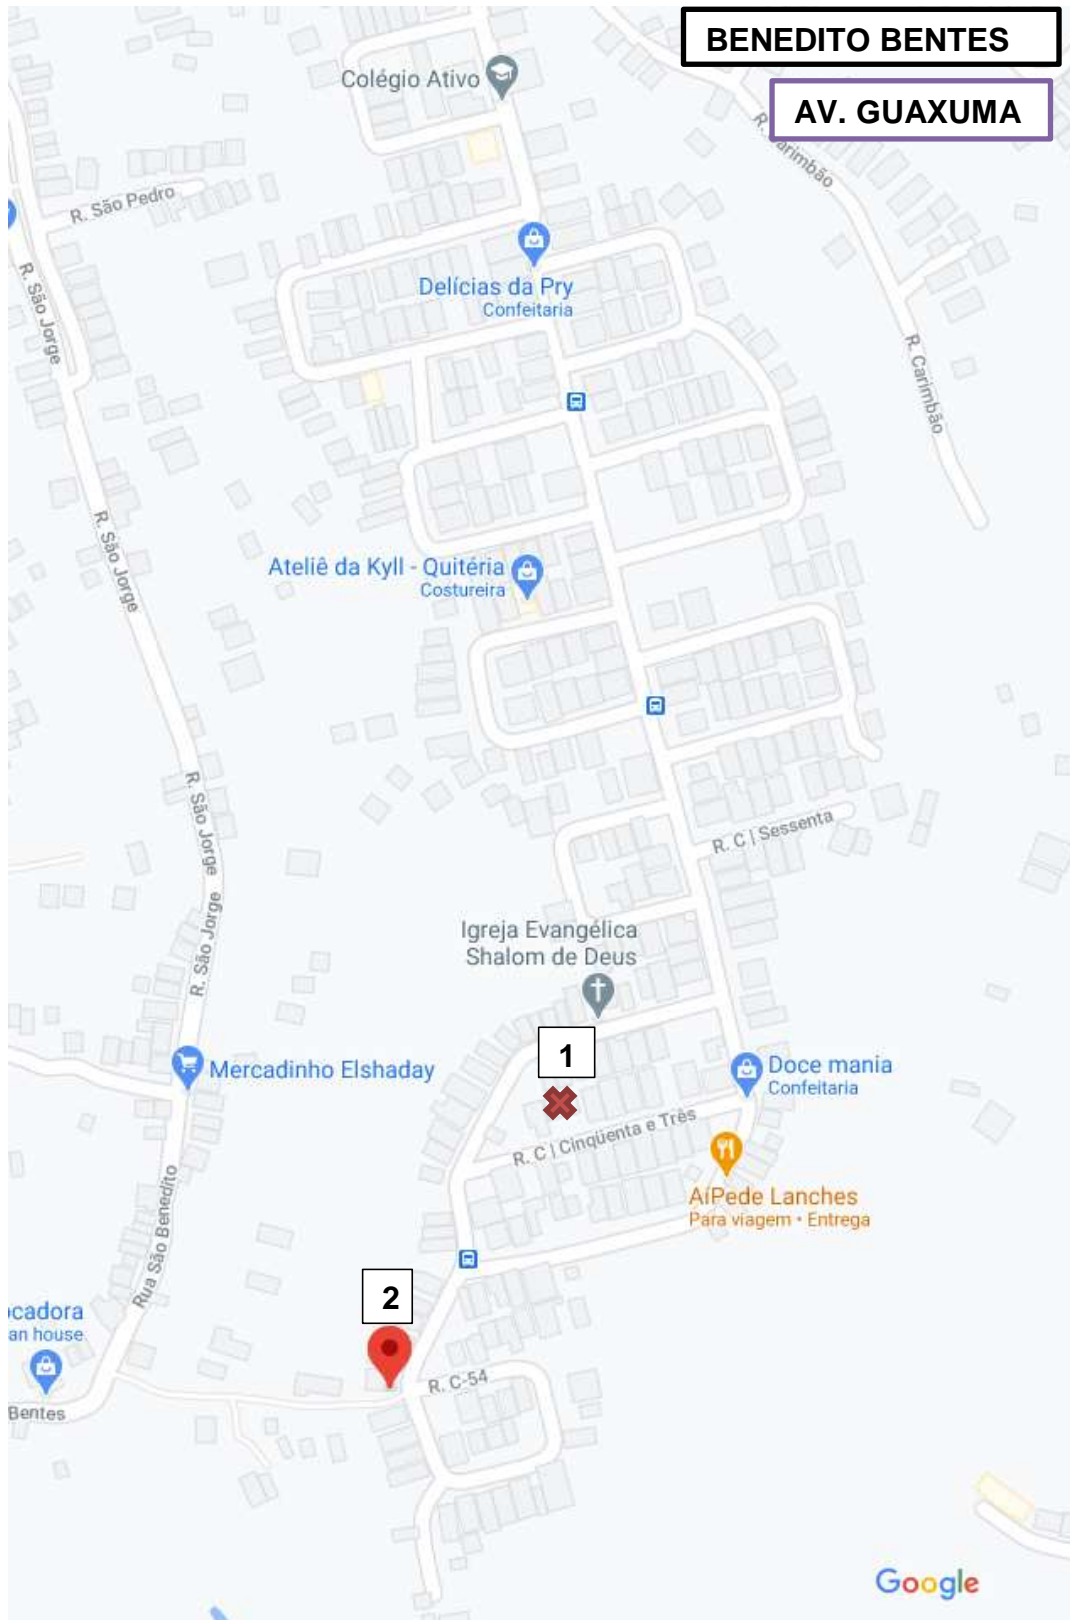 BENEDITO BENTES
AV. GUAXUMA
Colégio Ativo
R. Carimbão
R. São Pedro
Delícias da Pry
Confeitaria
R. São Jorge
R. Carimbão
R. São Jorge
Ateliê da Kyll - Quitéria
Costureira
R. São Jorge
R. C | Sessenta
R. São Jorge
Igreja Evangélica
Shalom de Deus
1
Mercadinho Elshaday
Doce mania
Confeitaria
R. C | Cinqüenta e Três
AíPede Lanches
Para viagem • Entrega
Rua São Benedito
2
ocadora
an house
R. C-54
Bentes
Google